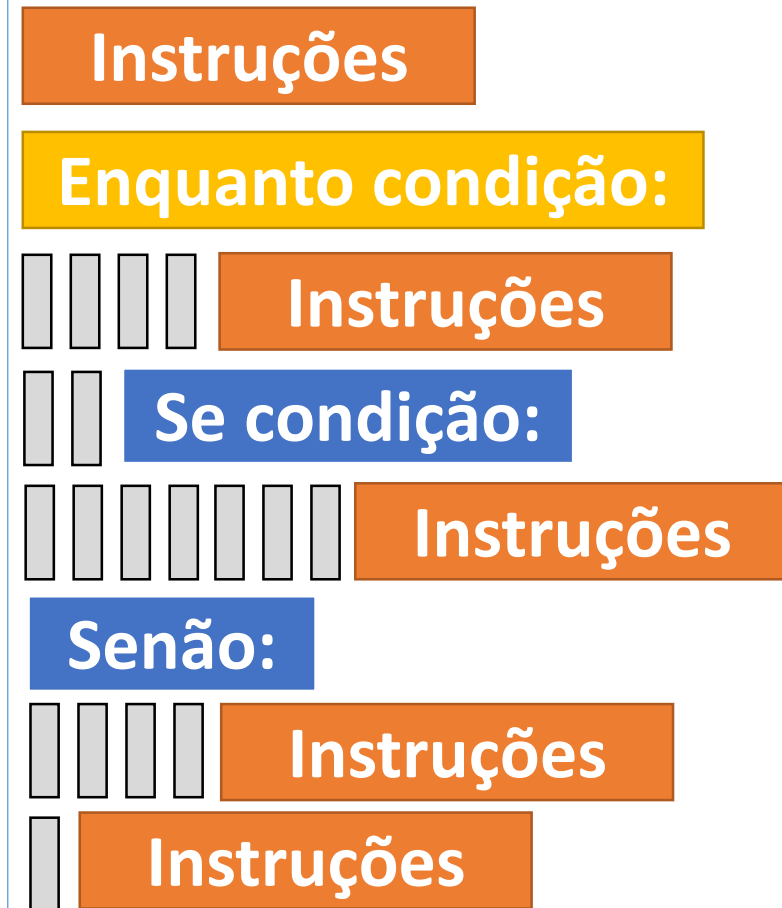 Instruções
Enquanto condição:
Instruções
Se condição:
Instruções
Senão:
Instruções
Instruções